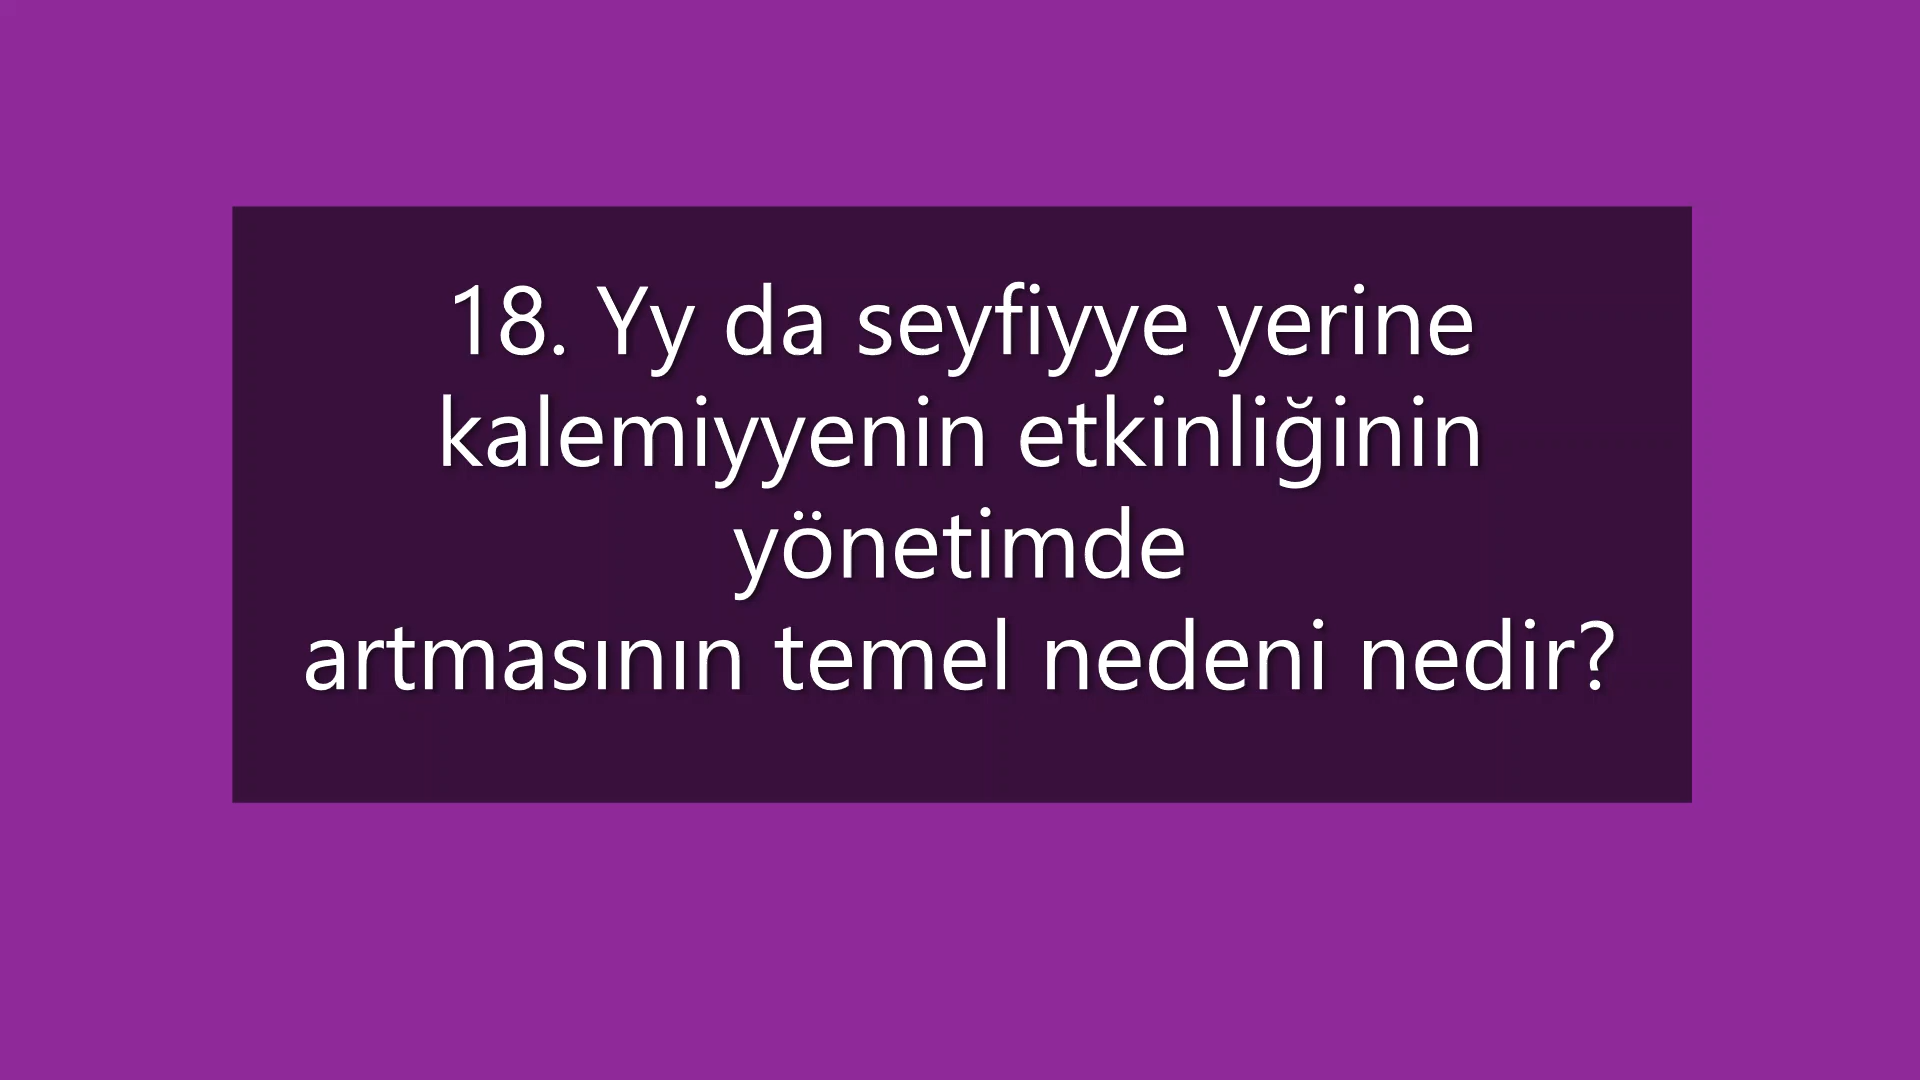 18. Yy da seyfiyye yerine
kalemiyyenin etkinliğinin
yönetimde
artmasının temel nedeni nedir?